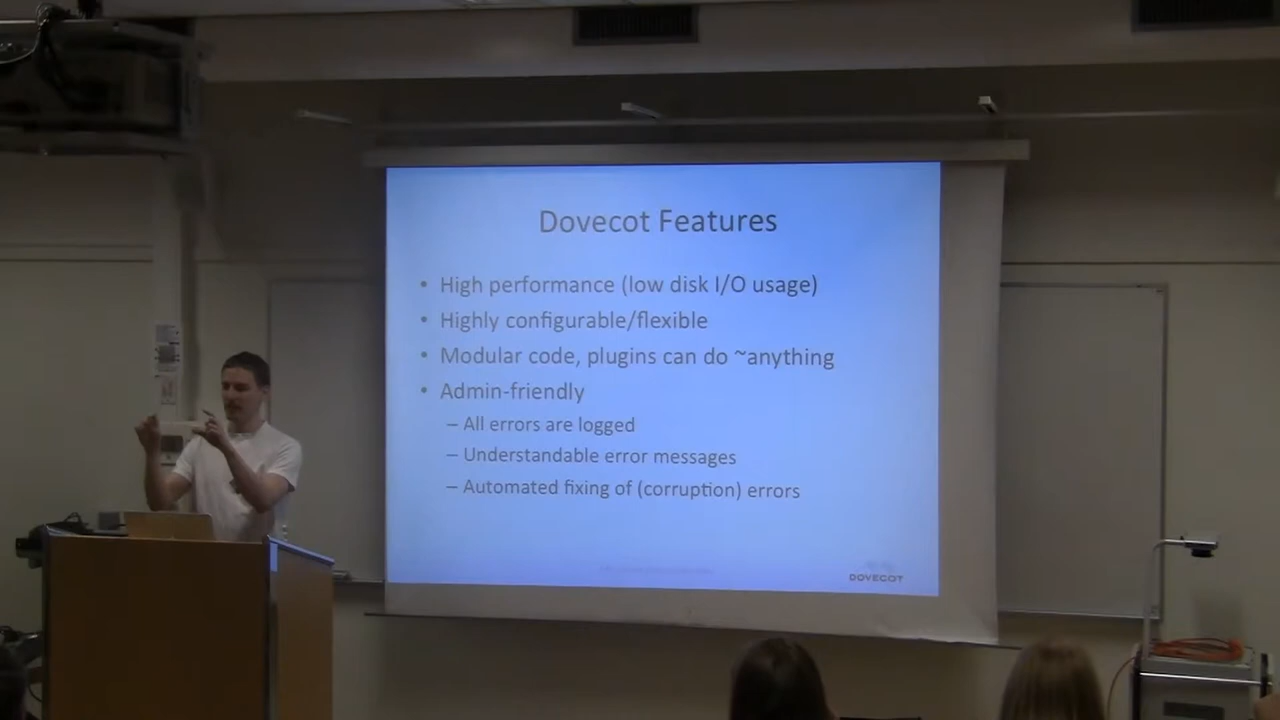 Dovecot Features
• High performance (low disk I/O usage)
• Highly configurable/flexible
• Modular code, plugins can do ~anything
• Admin-friendly
– All errors are logged
– Understandable error messages
– Automated fixing of (corruption) errors
DOVECOT